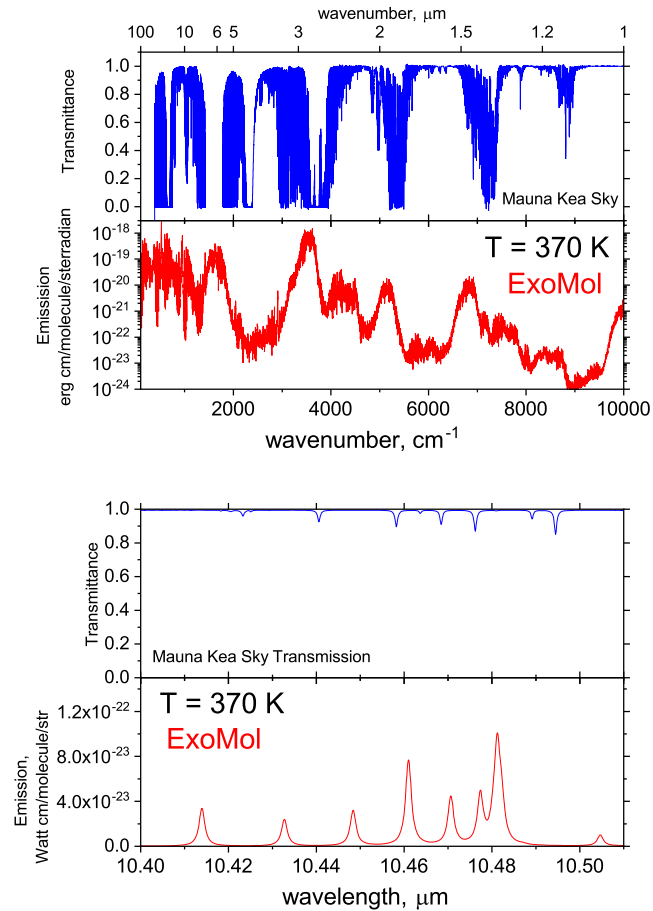 wavenumber, μm
100 10 6 5 3 2 1.5 1.2 1
1.0
0.8
0.6
0.4
0.2
0.0
Transmittance
Mauna Kea Sky
10-18
10-19
10-20
10-21
10-22
10-23
10-24
Emissision
erg cm/molecule/sterradian
T = 370 K
ExoMol
2000 4000 6000 8000 10000
wavenumber, cm-1
1.0
0.8
0.6
0.4
0.2
0.0
Transmittance
Mauna Kea Sky Transmission
1.2x10-22
8.0x10-23
4.0x10-23
0.0
Emission,
Watt cm/molecule/str
T = 370 K
ExoMol
10.40 10.42 10.44 10.46 10.48 10.50
wavelength, μm